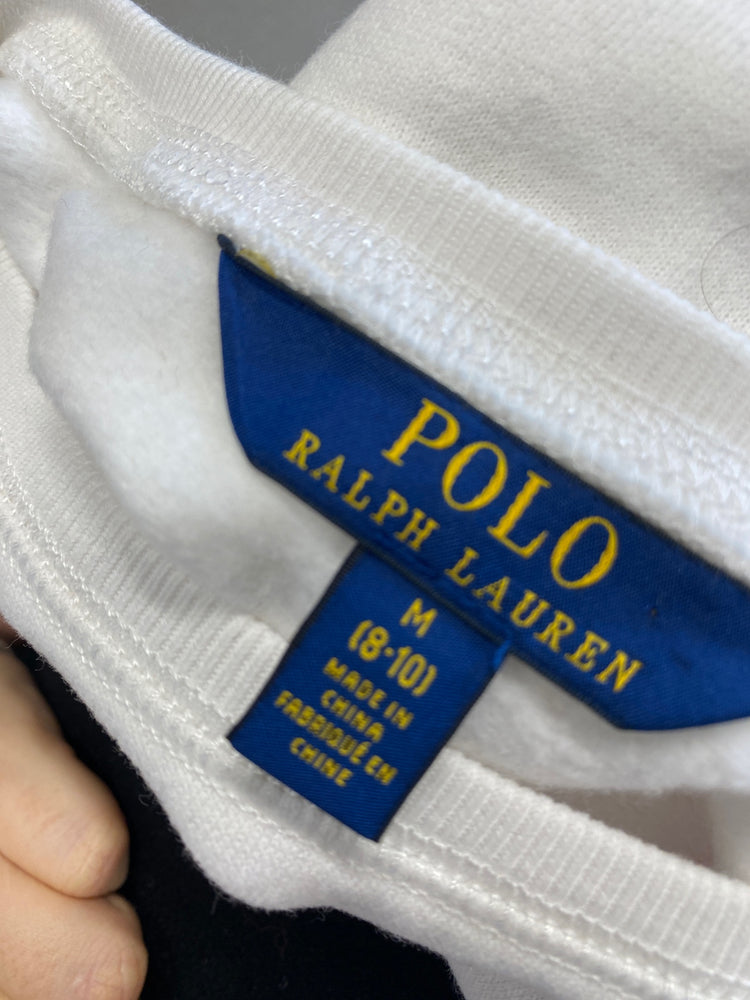 POLO
RALPH LAUREN
M
(8-10)
MADE IN
CHINA
FABRIQUÉ EN
CHINE